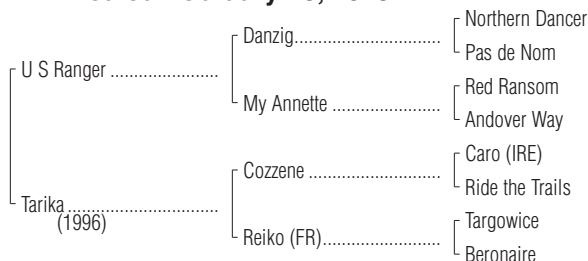 Northern Dancer
Danzig
Pas de Nom
U S Ranger
Red Ransom
My Annette
Andover Way
Caro (IRE)
Cozzene
Ride the Trails
Tarika
(1996)
Targowice
Reiko (FR)
Beronaire